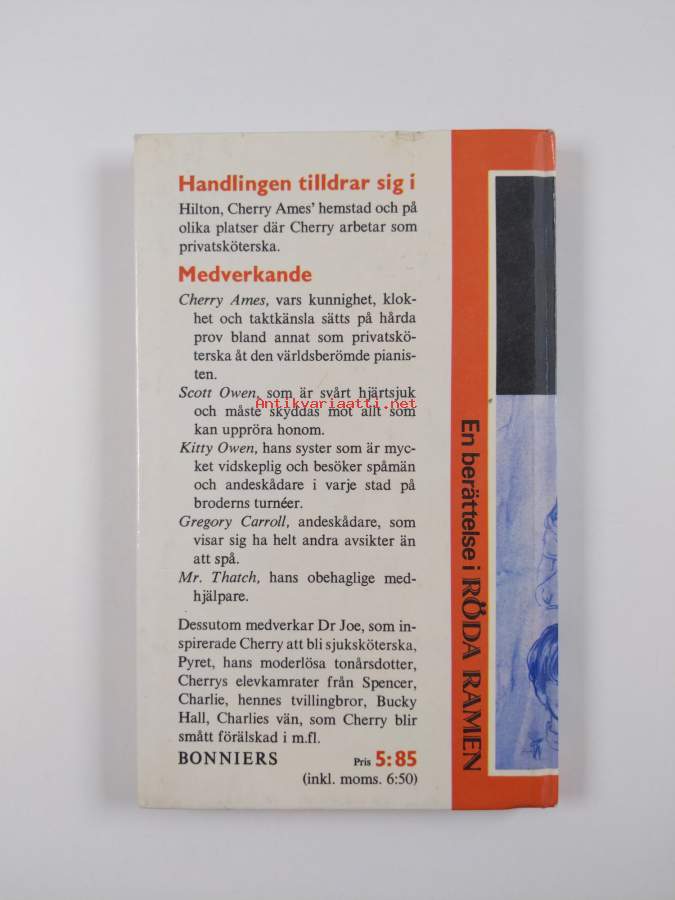 Handlingen tilldrar sig i
Hilton, Cherry Ames’ hemstad och på
olika platser där Cherry arbetar som
privatsköterska.
Medverkande
Cherry Ames, vars kunnighet, klok-
het och taktkänsla sätts på hårda
prov bland annat som privatskö-
terska åt den världsberömde pianis-
ten.
Scott Owen, som är svårt hjärtsjuk
och måste skyddas mot allt som
kan uppröra honom.
Kitty Owen, hans syster som är myc-
ket vidskeplig och besöker spåmän
och andeskådare i varje stad på
broderns turnéer.
Gregory Carroll, andeskådare, som
visar sig ha helt andra avsikter än
att spå.
Mr. Thatch, hans obehaglige med-
hjälpare.
Dessutom medverkar Dr Joe, som in-
spirerade Cherry att bli sjuksköterska,
Pyret, hans moderlösa tonårsdotter,
Cherrys elevkamrater från Spencer,
Charlie, hennes tvillingbror, Bucky
Hall, Charlies vän, som Cherry blir
smått förälskad i m.fl.
BONNIERS Pris 5:85
(inkl. moms. 6:50)
En berättelse i RÖDA RAMEN
Antikvariaatti.net